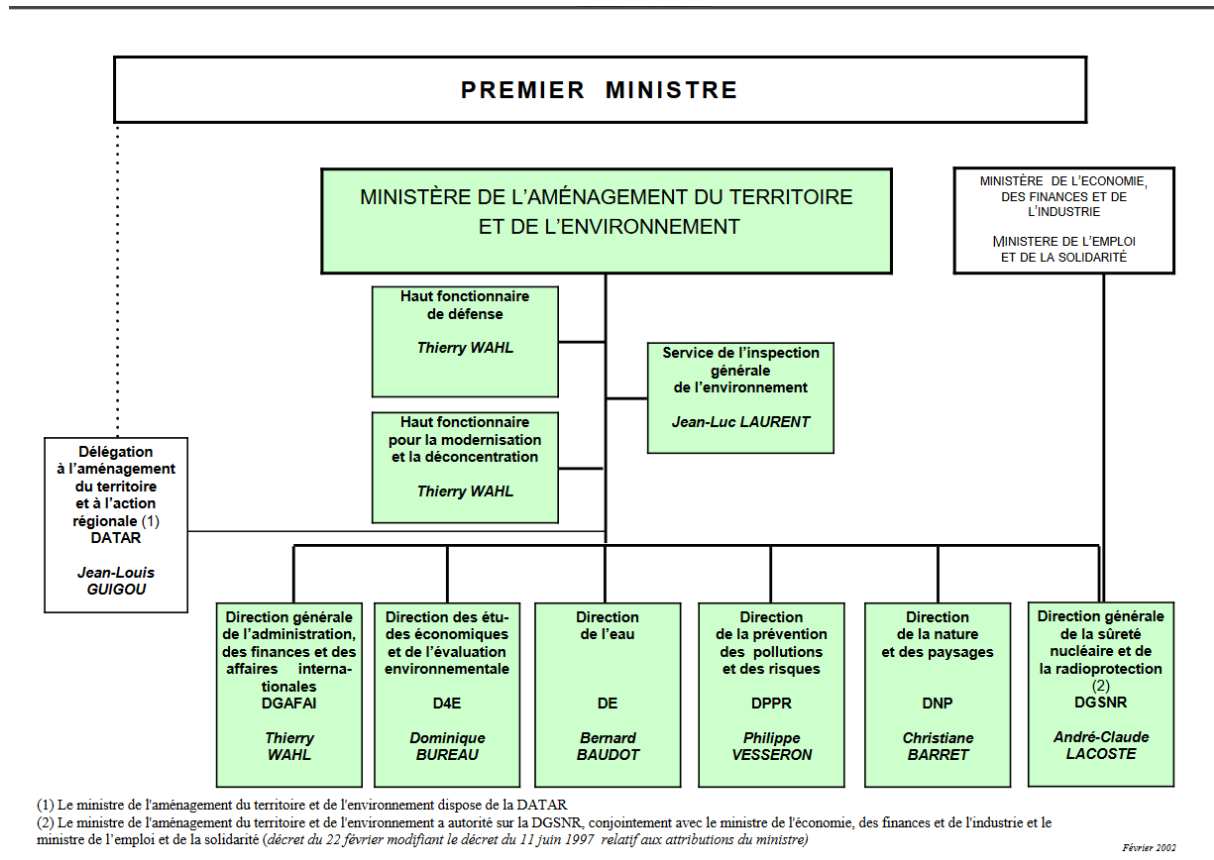 PREMIER MINISTRE
MINISTÈRE DE L'AMÉNAGEMENT DU TERRITOIRE
ET DE L'ENVIRONNEMENT
MINISTÈRE DE L'ECONOMIE,
DES FINANCES ET DE
L'INDUSTRIE
MINISTERE DE L'EMPLOI
ET DE LA SOLIDARITÉ
Haut fonctionnaire
de défense
Thierry WAHL
Service de l'inspection
générale
de l'environnement
Jean-Luc LAURENT
Haut fonctionnaire
pour la modernisation
et la déconcentration
Thierry WAHL
Délégation
à l'aménagement
du territoire
et à l'action
régionale (1)
DATAR
Jean-Louis
GUIGOU
Direction générale
de l'administration,
des finances et des
affaires interna-
tionales
DGAFAI
Thierry
WAHL
Direction des étu-
des économiques
et de l'évaluation
environnementale
D4E
Dominique
BUREAU
Direction
de l'eau
DE
Bernard
BAUDOT
Direction
de la prévention
des pollutions
et des risques
DPPR
Philippe
VESSERON
Direction
de la nature
et des paysages
DNP
Christiane
BARRET
Direction générale
de la sûreté
nucléaire et de
la radioprotection
(2)
DGSNR
André-Claude
LACOSTE
(1) Le ministre de l'aménagement du territoire et de l'environnement dispose de la DATAR
(2) Le ministre de l'aménagement du territoire et de l'environnement a autorité sur la DGSNR, conjointement avec le ministre de l'économie, des finances et de l'industrie et le
ministre de l'emploi et de la solidarité (décret du 22 février modifiant le décret du 11 juin 1997 relatif aux attributions du ministre)
Février 2002